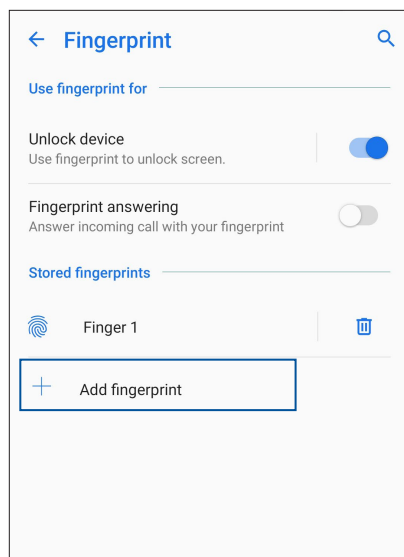 Fingerprint
Use fingerprint for
Unlock device
Use fingerprint to unlock screen.
Fingerprint answering
Answer incoming call with your fingerprint
Stored fingerprints
Finger 1
Add fingerprint